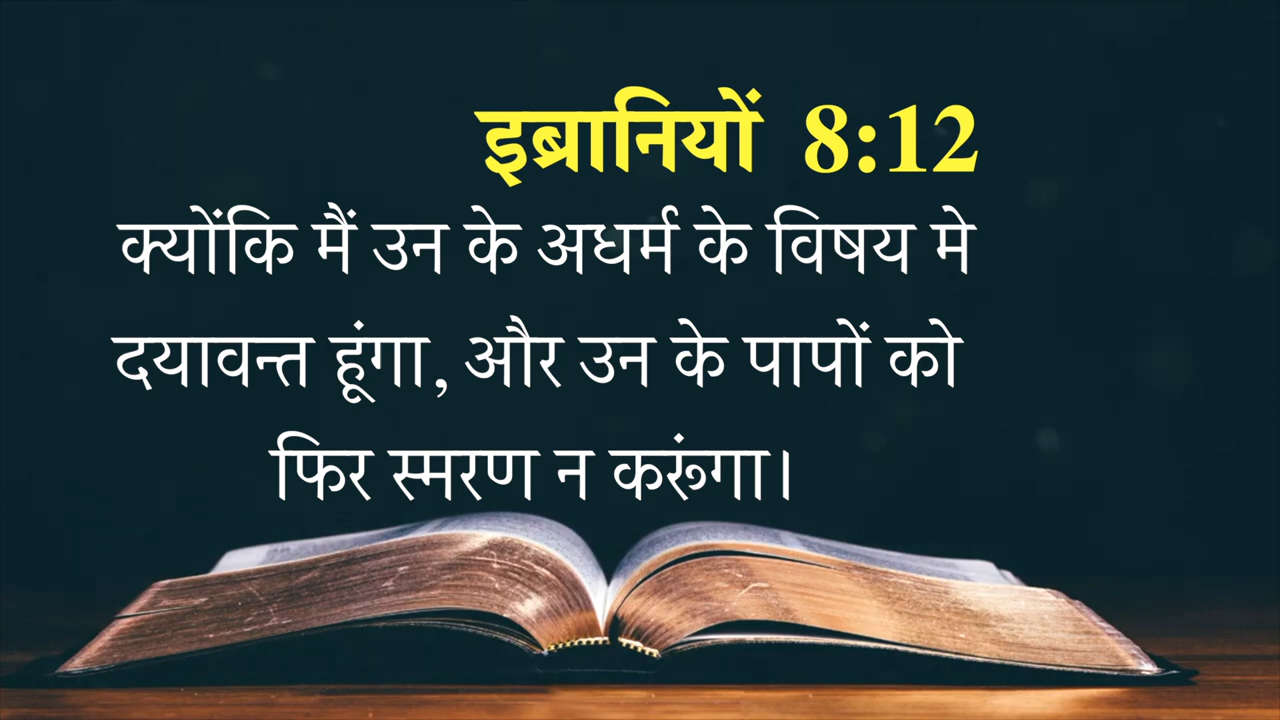 इब्रानियों 8:12
क्योंकि मैं उन के अधर्म के विषय मे
दयावन्त हूंगा, और उन के पापों को
फिर स्मरण न करूंगा।